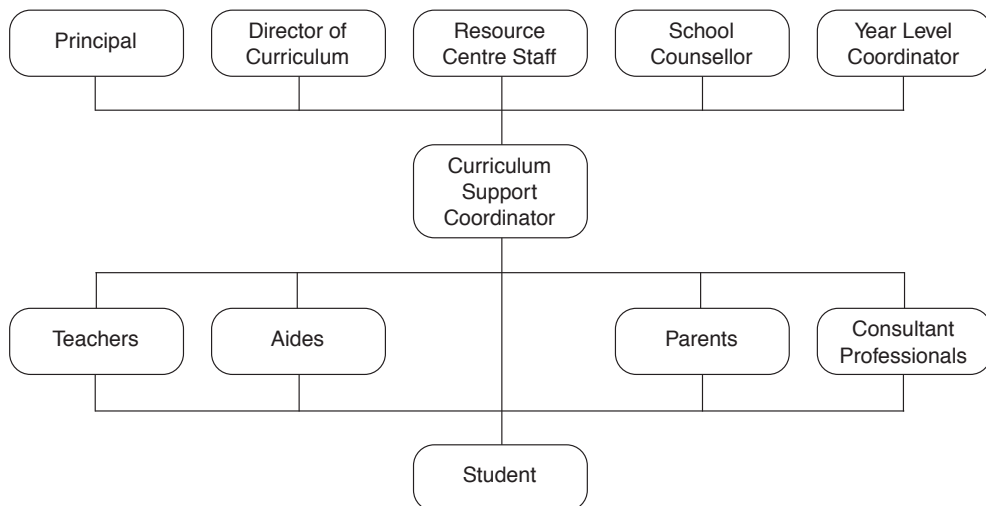 Principal
Director of
Curriculum
Resource
Centre Staff
School
Counsellor
Year Level
Coordinator
Curriculum
Support
Coordinator
Teachers
Aides
Parents
Consultant
Professionals
Student